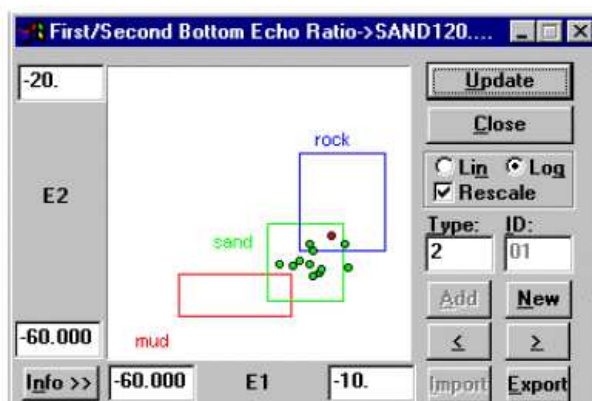 First/Second Bottom Echo Ratio->SAND120....
-20.
E2
-60.000
rock
sand
mud
Info >>
-60.000
E1
-10.
Update
Close
Lin Log
Rescale
Type: ID:
2 01
Add New
< >
Import Export